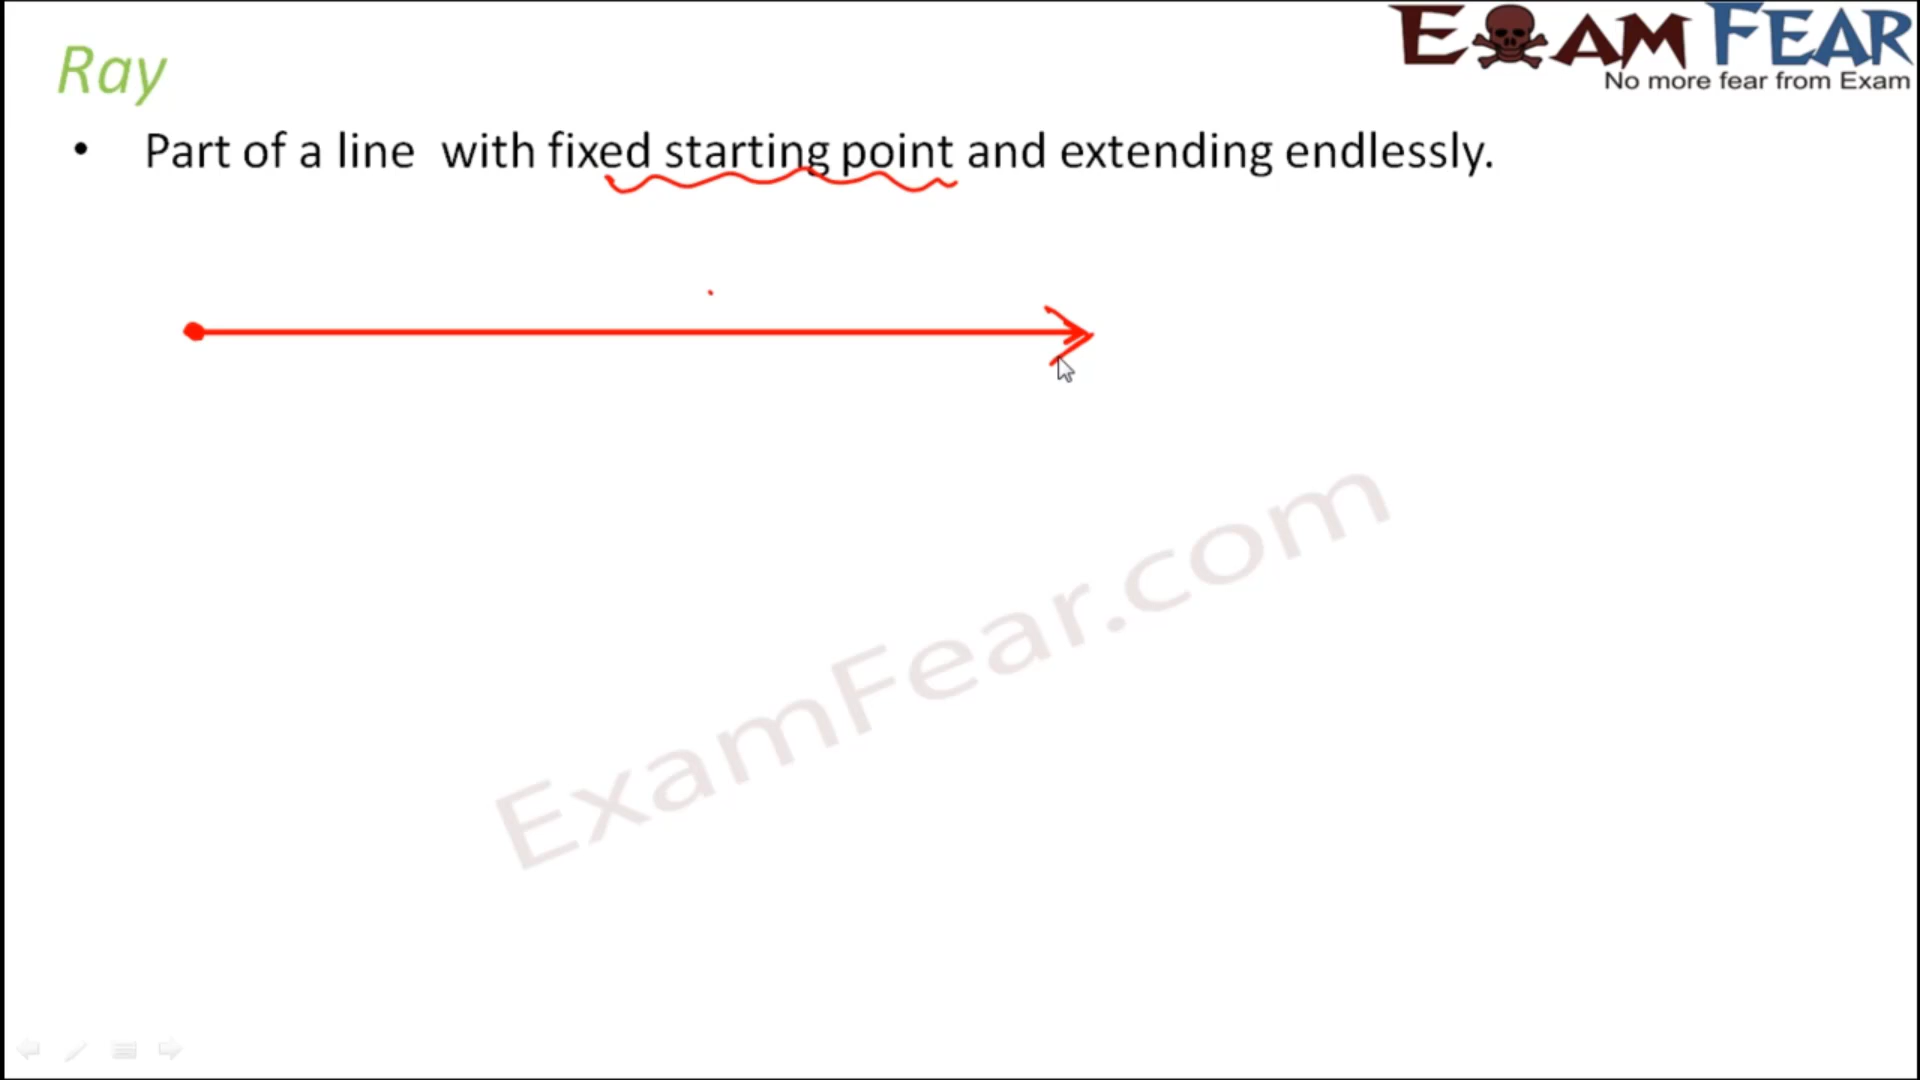 EXAM FEAR
No more fear from Exam
Ray
• Part of a line with fixed starting point and extending endlessly.
ExamFear.com